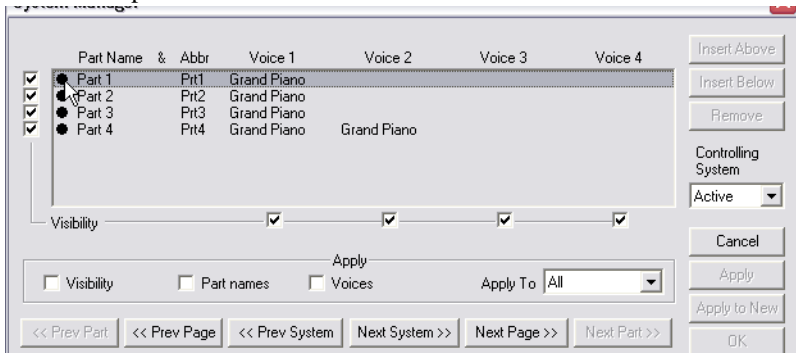 System Manager
Part Name & Abbr Voice 1 Voice 2 Voice 3 Voice 4
Part 1 Prt1 Grand Piano
Part 2 Prt2 Grand Piano
Part 3 Prt3 Grand Piano
Part 4 Prt4 Grand Piano Grand Piano
Visibility
Insert Above
Insert Below
Remove
Controlling
System
Active
Cancel
Apply
Apply to New
OK
Apply
Visibility Part names Voices Apply To All
<< Prev Part << Prev Page << Prev System Next System >> Next Page >> Next Part >>